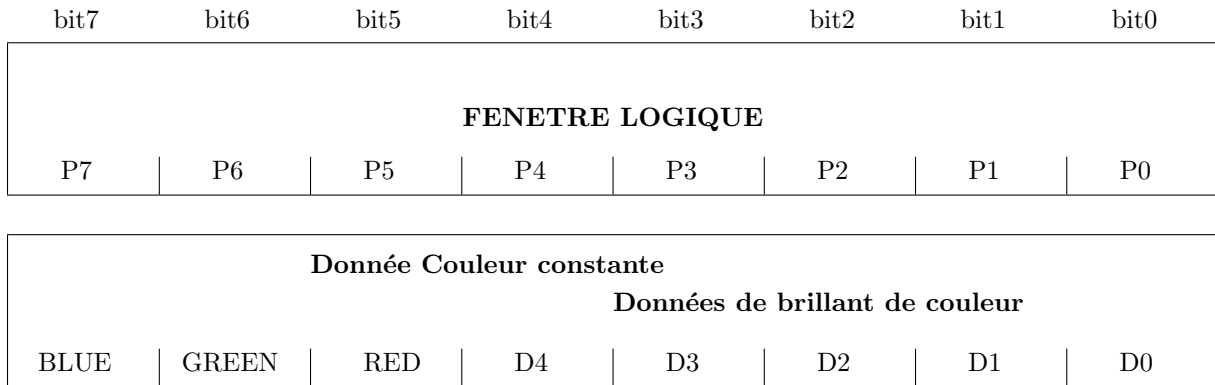 bit7 bit6 bit5 bit4 bit3 bit2 bit1 bit0
FENETRE LOGIQUE
P7 P6 P5 P4 P3 P2 P1 P0
Donnée Couleur constante
Données de brillant de couleur
BLUE GREEN RED D4 D3 D2 D1 D0